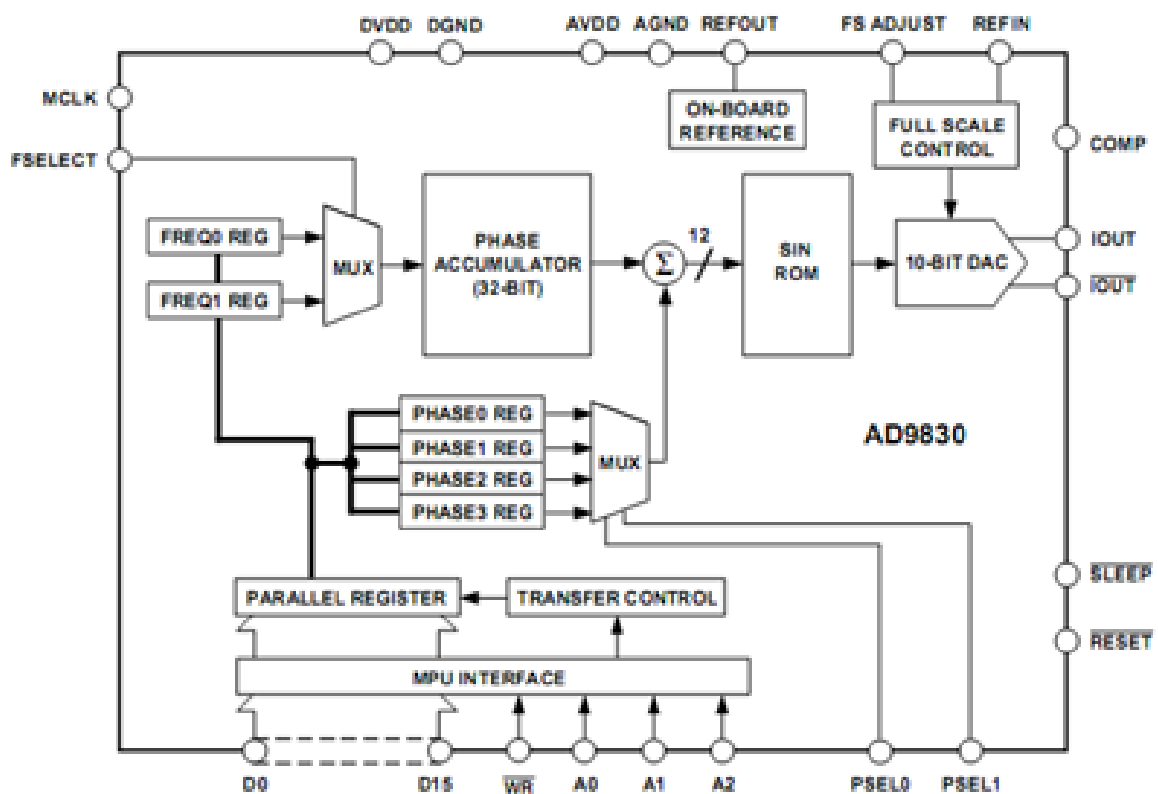 DVDD DGND AVDD AGND REFOUT FS ADJUST REFIN
MCLK
ON-BOARD
REFERENCE
FULL SCALE
CONTROL
COMP
FSELECT
FREQ0 REG
MUX
PHASE
ACCUMULATOR
(32-BIT)
Σ
12
SIN
ROM
10-BIT DAC
IOUT
IOUT
FREQ1 REG
PHASE0 REG
PHASE1 REG
PHASE2 REG
PHASE3 REG
MUX
AD9830
SLEEP
PARALLEL REGISTER
TRANSFER CONTROL
RESET
MPU INTERFACE
D0 D15 WR A0 A1 A2 PSEL0 PSEL1